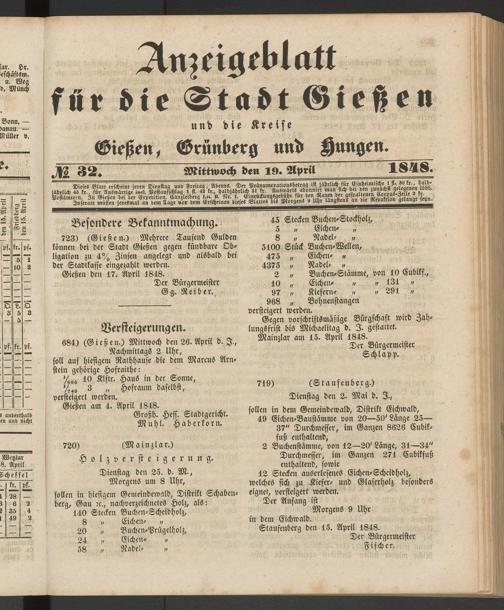 Anzeigeblatt
für die Stadt Gießen
und die Kreise
Gießen, Grünberg und Hungen.
№ 32. Mittwoch den 19. April 1848.
Besondere Bekanntmachung.
723) (Gießen.) Mehrere Tausend Gulden
können bei der Stadt Gießen gegen fündbare Ob-
ligation zu 4% Zinsen angelegt und alsbald bei
der Stadtkasse eingezahlt werden.
Gießen den 17. April 1848.
Der Bürgermeister
Gg. Reiber.
Versteigerungen.
684) (Gießen.) Mittwoch den 26. April d. J.,
Nachmittags 2 Uhr,
soll auf hiesigem Rathhause die dem Marcus Arn-
stein gehörige Hofraithe:
10 Klftr. Haus in der Sonne,
3 „ Hofraum daselbst,
versteigert werden.
Gießen am 4. April 1848.
Großh. Hess. Stadtgericht.
Muhl. Haberkorn.
720) (Mainzlar.)
Holzversteigerung.
Dienstag den 25. d. M.,
Morgens um 8 Uhr,
sollen in hiesigem Gemeindewald, Distrikt Schaben-
berg, Gau ꝛc., nachverzeichnetes Holz, als:
140 Stecken Buchen-Scheidholz,
8 „ Eichen- „
20 „ Buchen-Prügelholz,
24 „ Eichen- „
58 „ Nadel- „
45 Stecken Buchen-Stockholz,
5 „ Eichen- „
8 „ Nadel- „
5100 Stück Buchen-Wellen,
475 „ Eichen- „
4375 „ Nadel- „
2 „ Buchen-Stämme, von 10 Cubikf.,
10 „ Eichen- „ „ 131 „
97 „ Kiefern- „ „ 291 „
968 „ Bohnenstangen
versteigert werden.
Gegen vorschriftsmäßige Bürgschaft wird Zah-
lungsfrist bis Michaelitag d. J. gestattet.
Mainzlar am 15. April 1848.
Der Bürgermeister
Schlapp.
719) (Staufenberg.)
Dienstag den 2. Mai d. J.,
sollen in dem Gemeindewald, Distrikt Eichwald,
49 Eichen-Baustämme von 20—50' Länge 25—
37" Durchmesser, im Ganzen 8626 Cubik-
fuß enthaltend,
2 Buchenstämme, von 12—20' Länge, 31—34"
Durchmesser, im Ganzen 271 Cubikfuß
enthaltend, sowie
12 Stecken auserlesenes Eichen-Scheidholz,
welches sich zu Kiefer- und Glaserholz besonders
eignet, versteigert werden.
Der Anfang ist
Morgens 9 Uhr
in dem Eichwald.
Staufenberg den 15. April 1848.
Der Bürgermeister
Fischer.